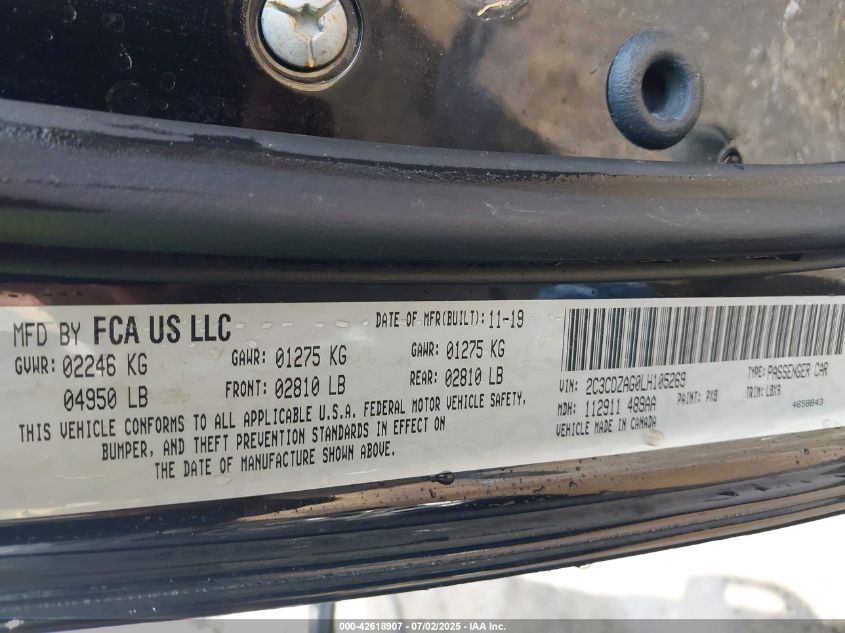 MFD BY FCA US LLC
DATE OF MFR(BUILT): 11-19
GVWR: 02246 KG GAWR: 01275 KG GAWR: 01275 KG
04950 LB FRONT: 02810 LB REAR: 02810 LB
THIS VEHICLE CONFORMS TO ALL APPLICABLE U.S.A. FEDERAL MOTOR VEHICLE SAFETY,
BUMPER, AND THEFT PREVENTION STANDARDS IN EFFECT ON
THE DATE OF MANUFACTURE SHOWN ABOVE.
VIN: 2C3CDZAG0LH105269 TYPE: PASSENGER CAR
MDH: 112911 489AA PAINT: PX8 TRIM: LBX9
VEHICLE MADE IN CANADA 4658843
000-42618907 - 07/02/2025 - IAA Inc.